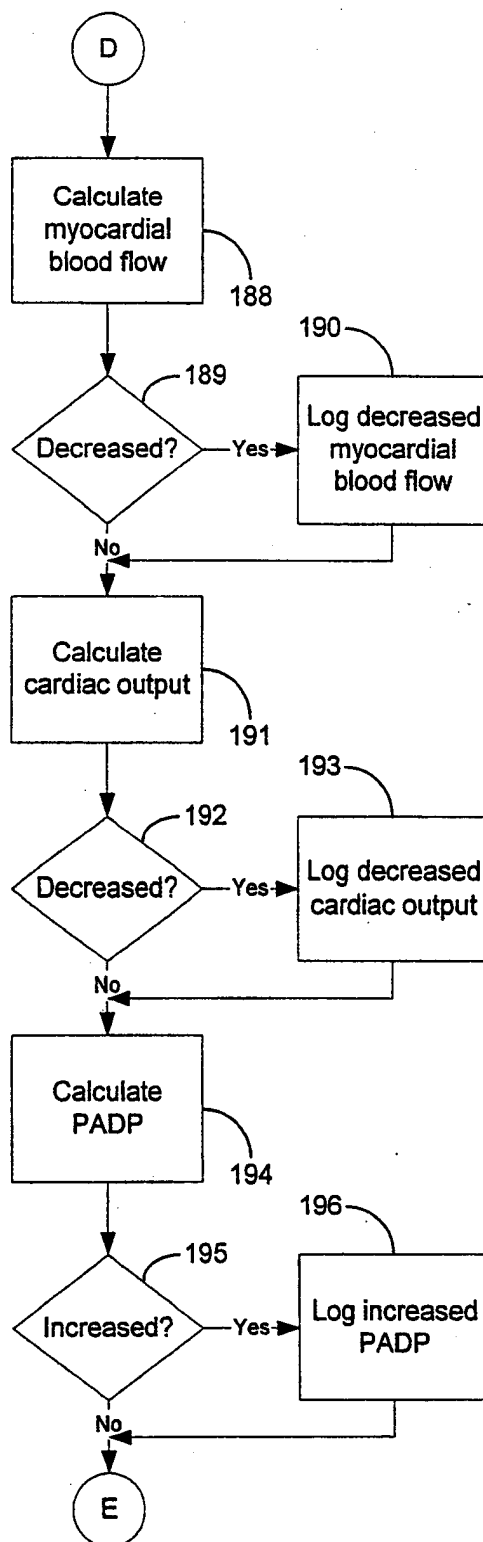 D
Calculate
myocardial
blood flow
188
189
Decreased?
Yes
190
Log decreased
myocardial
blood flow
No
Calculate
cardiac output
191
192
Decreased?
Yes
193
Log decreased
cardiac output
No
Calculate
PADP
194
195
Increased?
Yes
196
Log increased
PADP
No
E